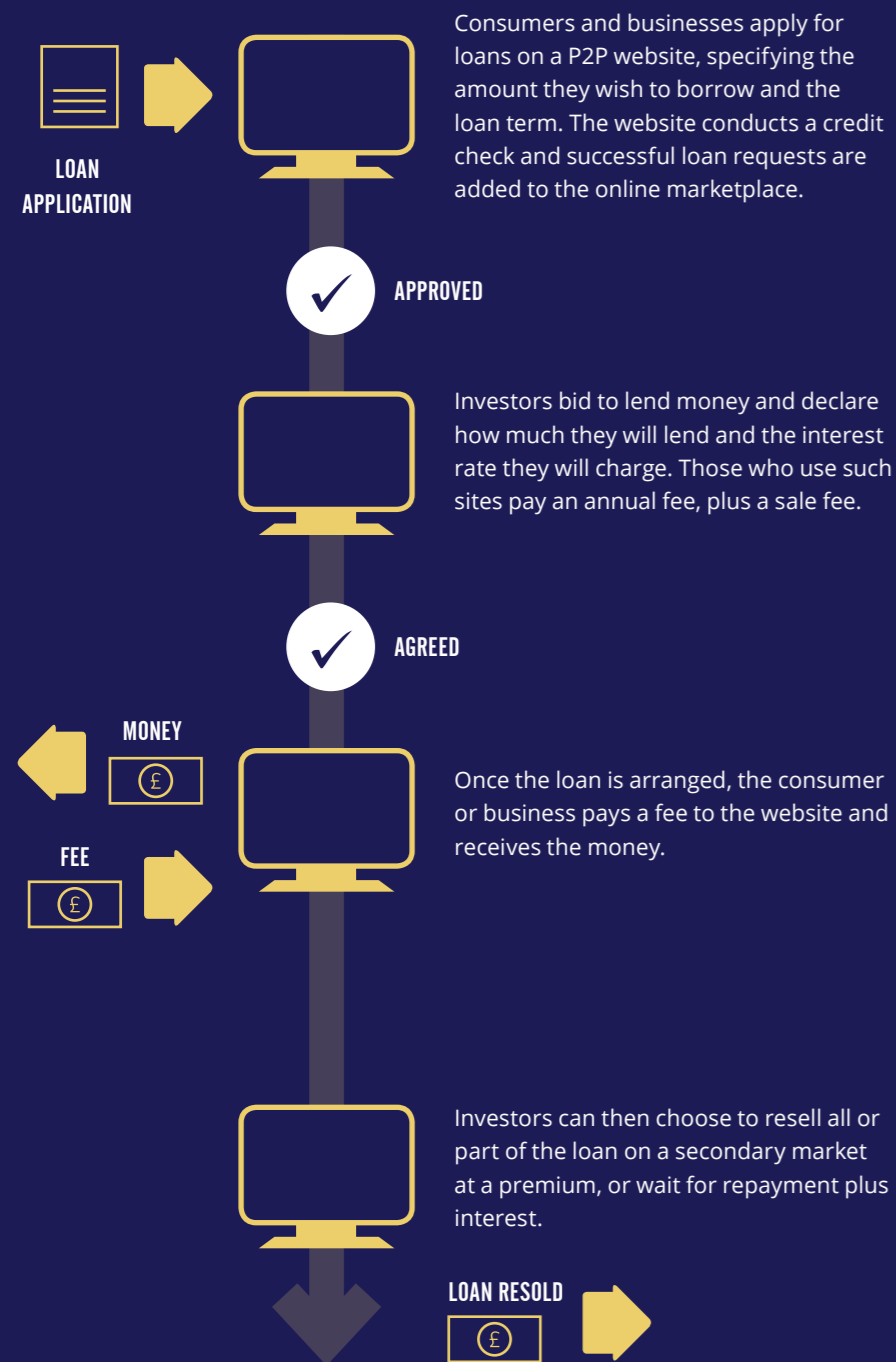 Consumers and businesses apply for
loans on a P2P website, specifying the
amount they wish to borrow and the
loan term. The website conducts a credit
check and successful loan requests are
added to the online marketplace.
LOAN
APPLICATION
APPROVED
Investors bid to lend money and declare
how much they will lend and the interest
rate they will charge. Those who use such
sites pay an annual fee, plus a sale fee.
AGREED
MONEY
£
FEE
£
Once the loan is arranged, the consumer
or business pays a fee to the website and
receives the money.
Investors can then choose to resell all or
part of the loan on a secondary market
at a premium, or wait for repayment plus
interest.
LOAN RESOLD
£